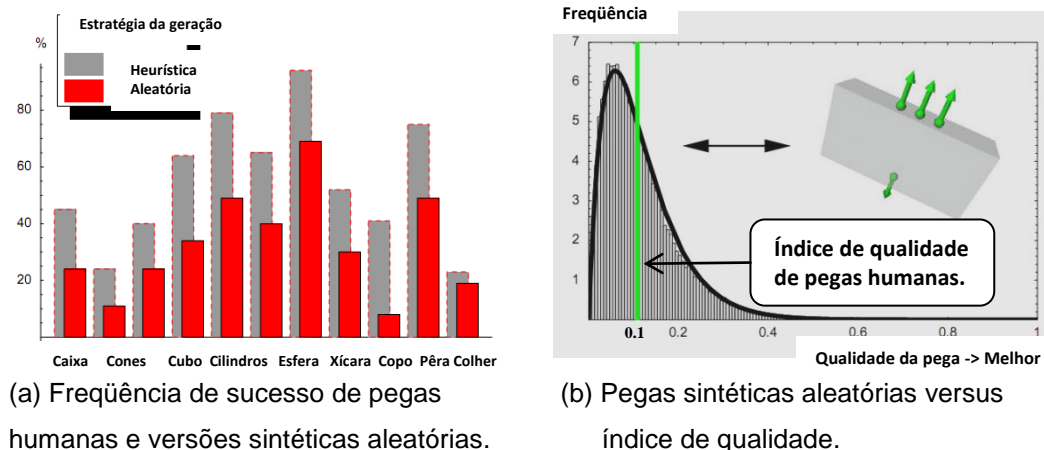 Estratégia da geração
%
Heurística
Aleatória
80
60
40
20
Caixa Cones Cubo Cilindros Esfera Xícara Copo Pêra Colher
(a) Freqüência de sucesso de pegas
humanas e versões sintéticas aleatórias.
Freqüência
7
6
5
4
3
2
1
Índice de qualidade
de pegas humanas.
0.1 0.2 0.4 0.6 0.8 1
Qualidade da pega -> Melhor
(b) Pegas sintéticas aleatórias versus
índice de qualidade.